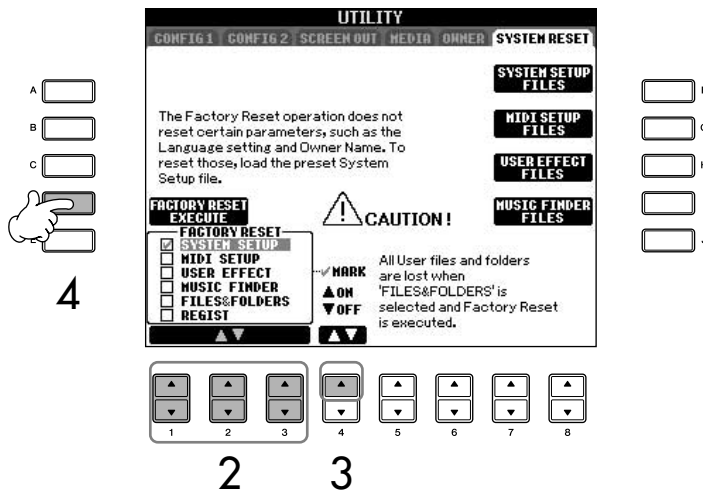 UTILITY
CONFIG 1 CONFIG 2 SCREEN OUT MEDIA OWNER SYSTEM RESET
SYSTEM SETUP
FILES
A
The Factory Reset operation does not
reset certain parameters, such as the
Language setting and Owner Name. To
reset those, load the preset System
Setup file.
B
MIDI SETUP
FILES
C
USER EFFECT
FILES
FACTORY RESET
EXECUTE
CAUTION!
MUSIC FINDER
FILES
FACTORY RESET
SYSTEM SETUP
MIDI SETUP
USER EFFECT
MUSIC FINDER
FILES&FOLDERS
REGIST
▲▼
MARK
▲ON
▼OFF
▲▼
All User files and folders
are lost when
'FILES&FOLDERS' is
selected and Factory Reset
is executed.
4
1 2 3 4 5 6 7 8
2 3